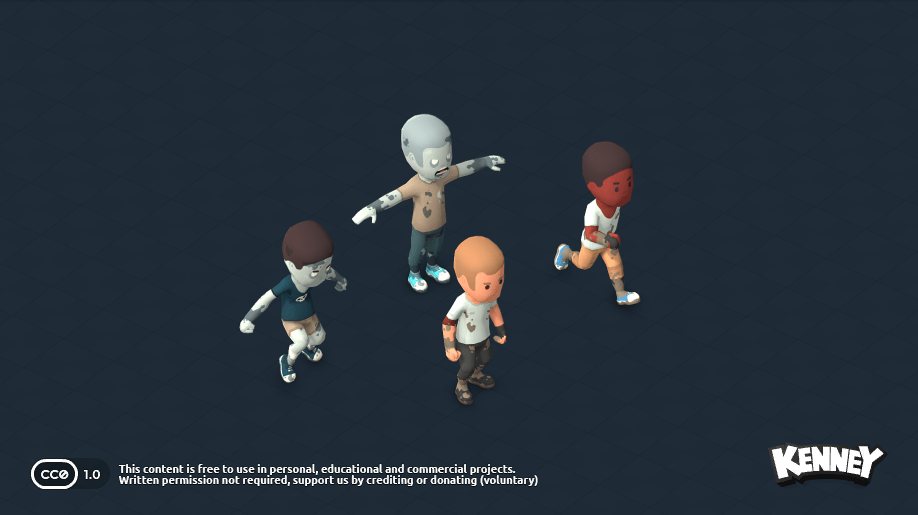 CC0 1.0
This content is free to use in personal, educational and commercial projects.
Written permission not required, support us by crediting or donating (voluntary)
KENNEY